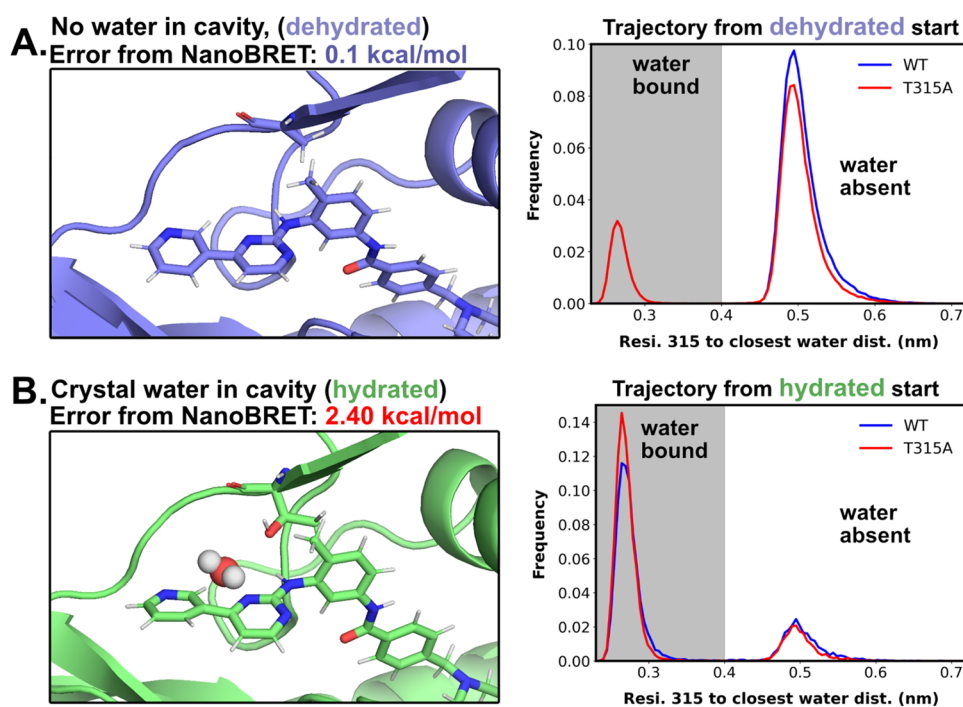 A.
No water in cavity, (dehydrated)
Error from NanoBRET: 0.1 kcal/mol
Trajectory from dehydrated start
0.10
0.08
0.06
0.04
0.02
0.00
Frequency
water
bound
WT
T315A
water
absent
0.3
0.4
0.5
0.6
0.7
Resi. 315 to closest water dist. (nm)
B.
Crystal water in cavity (hydrated)
Error from NanoBRET: 2.40 kcal/mol
Trajectory from hydrated start
0.14
0.12
0.10
0.08
0.06
0.04
0.02
0.00
Frequency
water
bound
WT
T315A
water
absent
0.3
0.4
0.5
0.6
0.7
Resi. 315 to closest water dist. (nm)